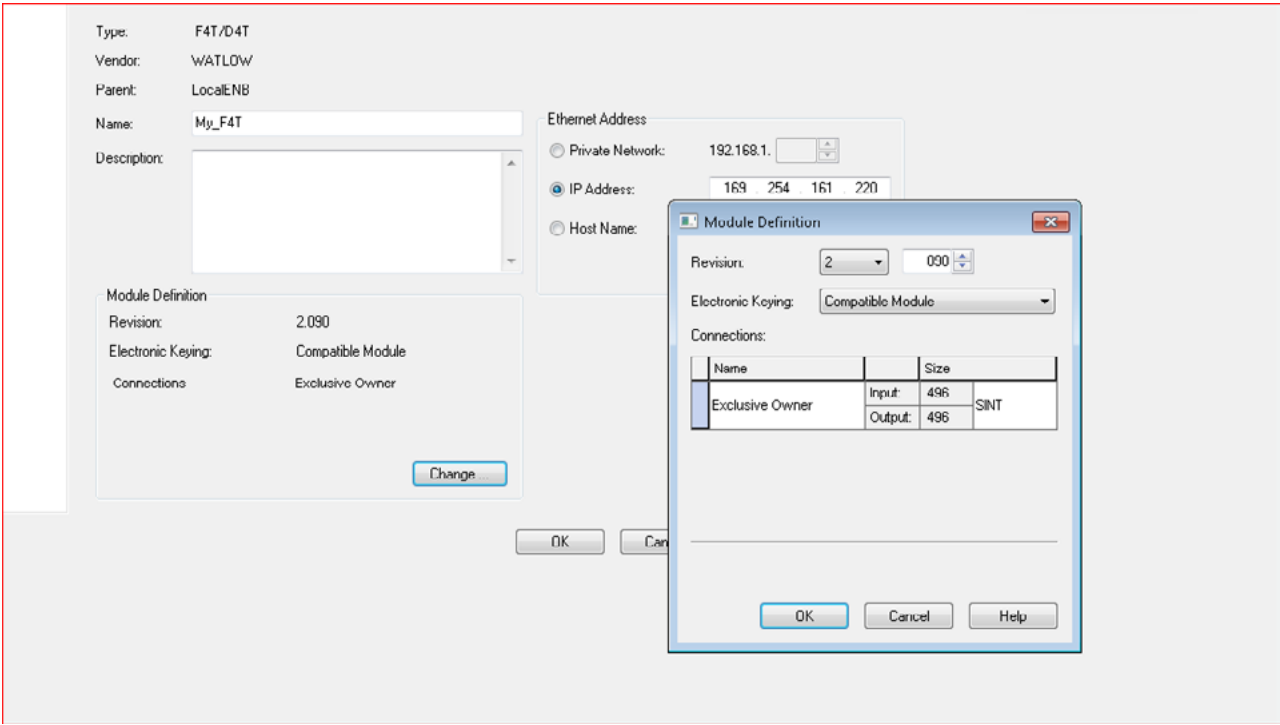 Type: F4T/D4T
Vendor: WATLOW
Parent: LocalENB
Name: My_F4T
Description:
Ethernet Address
Private Network: 192.168.1.
IP Address: 169 . 254 . 161 . 220
Host Name:
Module Definition
Revision: 2.090
Electronic Keying: Compatible Module
Connections Exclusive Owner
Change ...
OK Can
Module Definition
Revision: 2 090
Electronic Keying: Compatible Module
Connections:
Name Size
Exclusive Owner Input: 496 SINT
Output: 496
OK Cancel Help